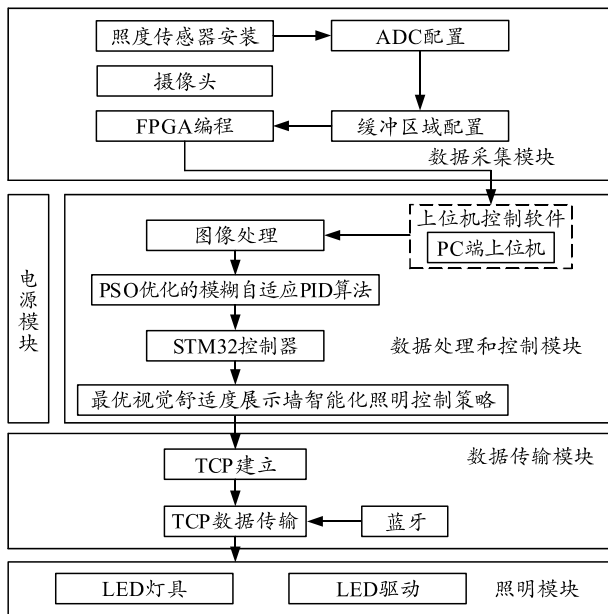 照度传感器安装
ADC配置
摄像头
FPGA编程
缓冲区域配置
数据采集模块
电源模块
上位机控制软件
PC端上位机
图像处理
PSO优化的模糊自适应PID算法
STM32控制器
数据处理和控制模块
最优视觉舒适度展示墙智能化照明控制策略
TCP建立
数据传输模块
TCP数据传输
蓝牙
LED灯具
LED驱动
照明模块